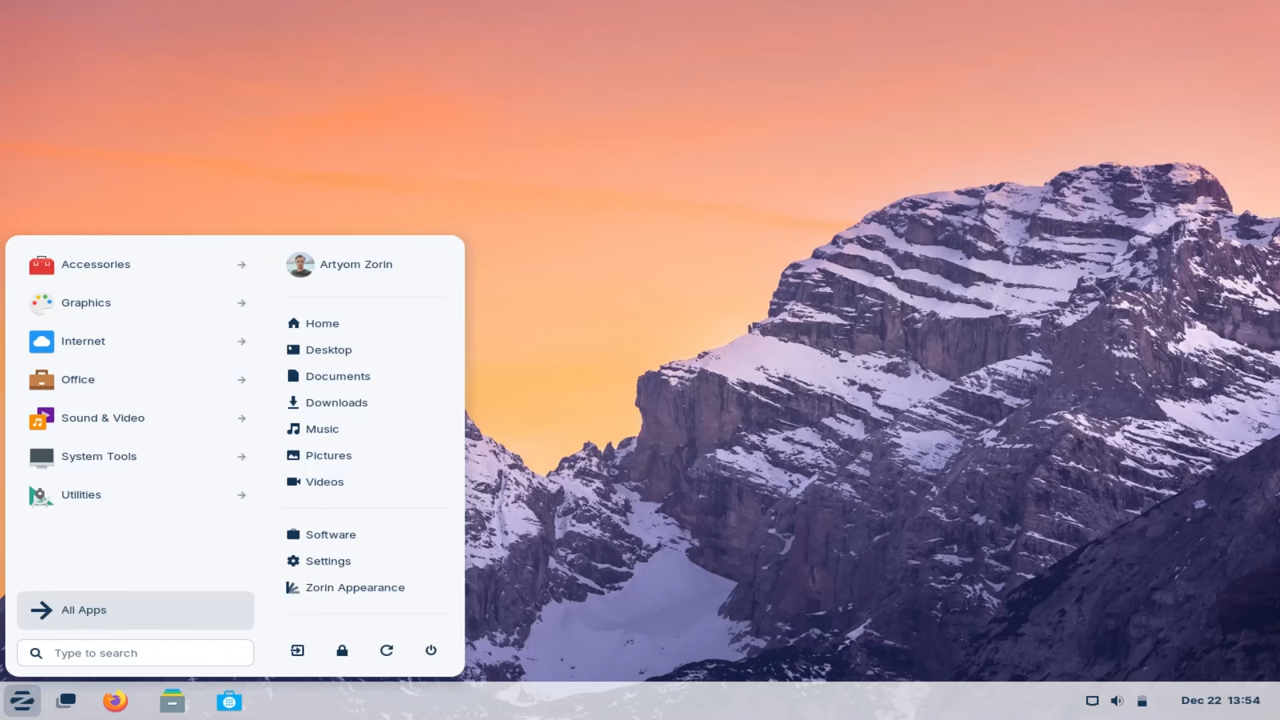 Accessories
Graphics
Internet
Office
Sound & Video
System Tools
Utilities
All Apps
Type to search
Artyom Zorin
Home
Desktop
Documents
Downloads
Music
Pictures
Videos
Software
Settings
Zorin Appearance
Dec 22 13:54